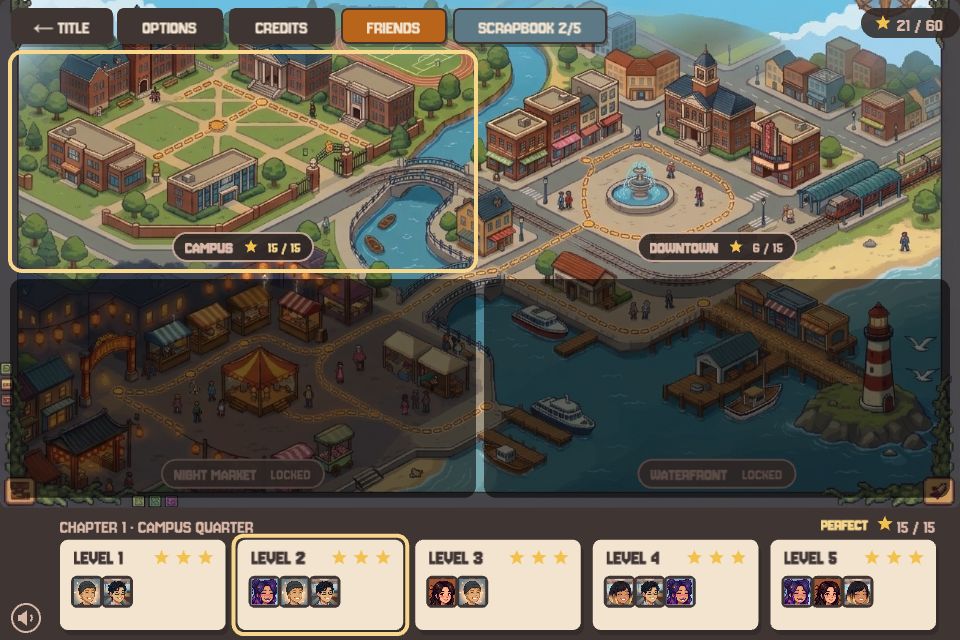 ← TITLE
OPTIONS
CREDITS
FRIENDS
SCRAPBOOK 2/5
21 / 60
CAMPUS 15 / 15
DOWNTOWN 6 / 15
NIGHT MARKET LOCKED
WATERFRONT LOCKED
CHAPTER 1 · CAMPUS QUARTER
PERFECT 15 / 15
LEVEL 1
LEVEL 2
LEVEL 3
LEVEL 4
LEVEL 5